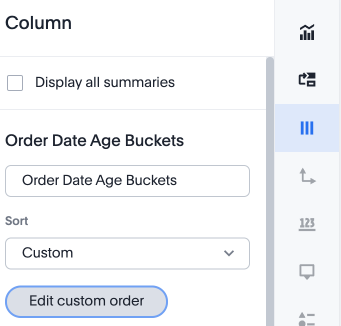 Column
Display all summaries
Order Date Age Buckets
Order Date Age Buckets
Sort
Custom
Edit custom order
123